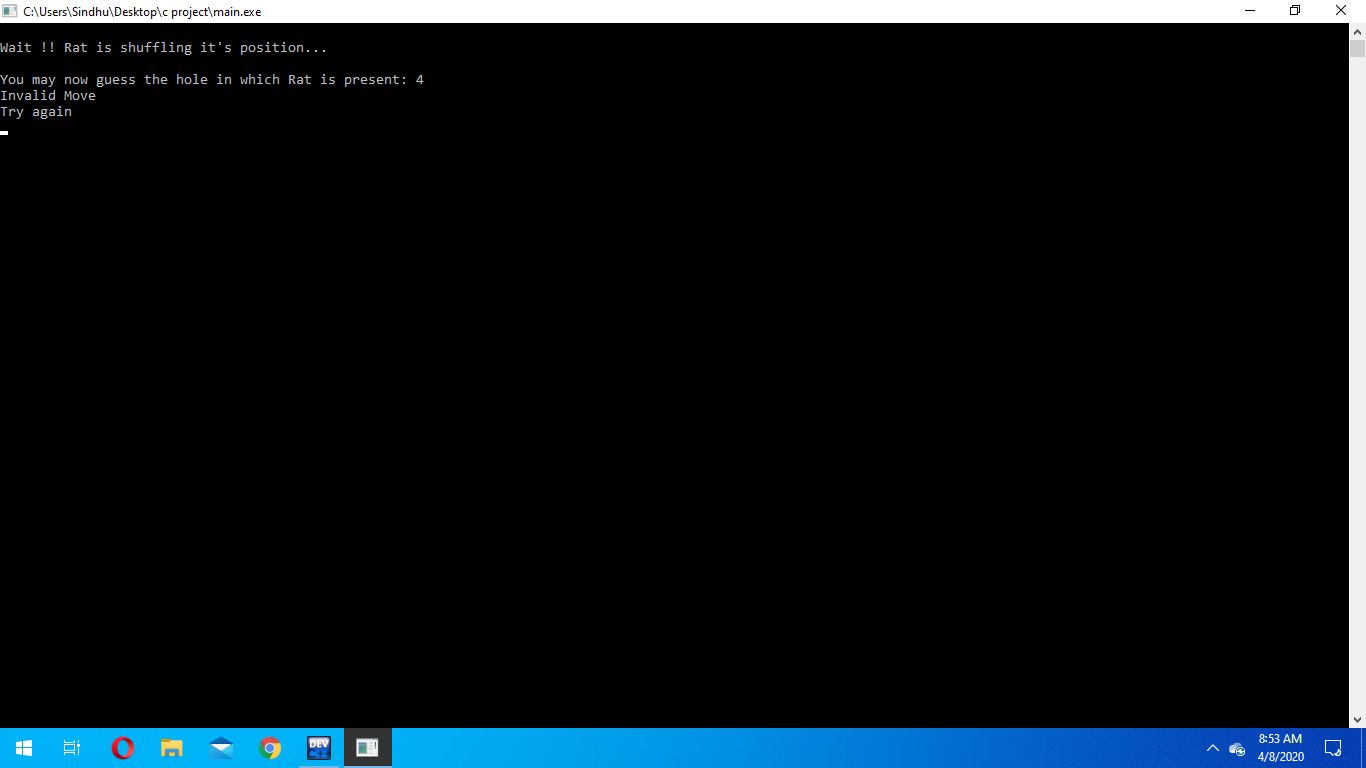 C:\Users\Sindhu\Desktop\c project\main.exe
Wait !! Rat is shuffling it's position...
You may now guess the hole in which Rat is present: 4
Invalid Move
Try again
DEV
C++
8:53 AM
4/8/2020